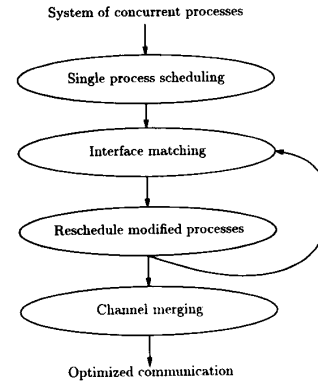 System of concurrent processes
Single process scheduling
Interface matching
Reschedule modified processes
Channel merging
Optimized communication